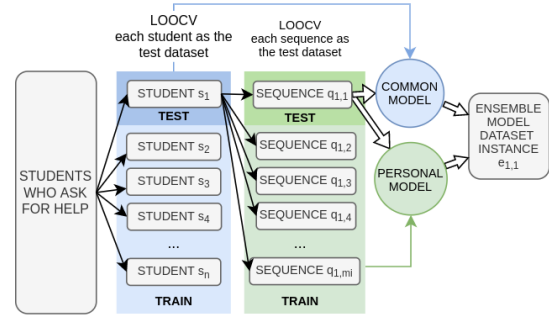 LOOCV
each student as the
test dataset
LOOCV
each sequence as
the test dataset
STUDENTS
WHO ASK
FOR HELP
STUDENT s1
TEST
STUDENT s2
STUDENT s3
STUDENT s4
...
STUDENT sn
TRAIN
SEQUENCE q1,1
TEST
SEQUENCE q1,2
SEQUENCE q1,3
SEQUENCE q1,4
...
SEQUENCE q1,mi
TRAIN
COMMON
MODEL
PERSONAL
MODEL
ENSEMBLE
MODEL
DATASET
INSTANCE
e1,1